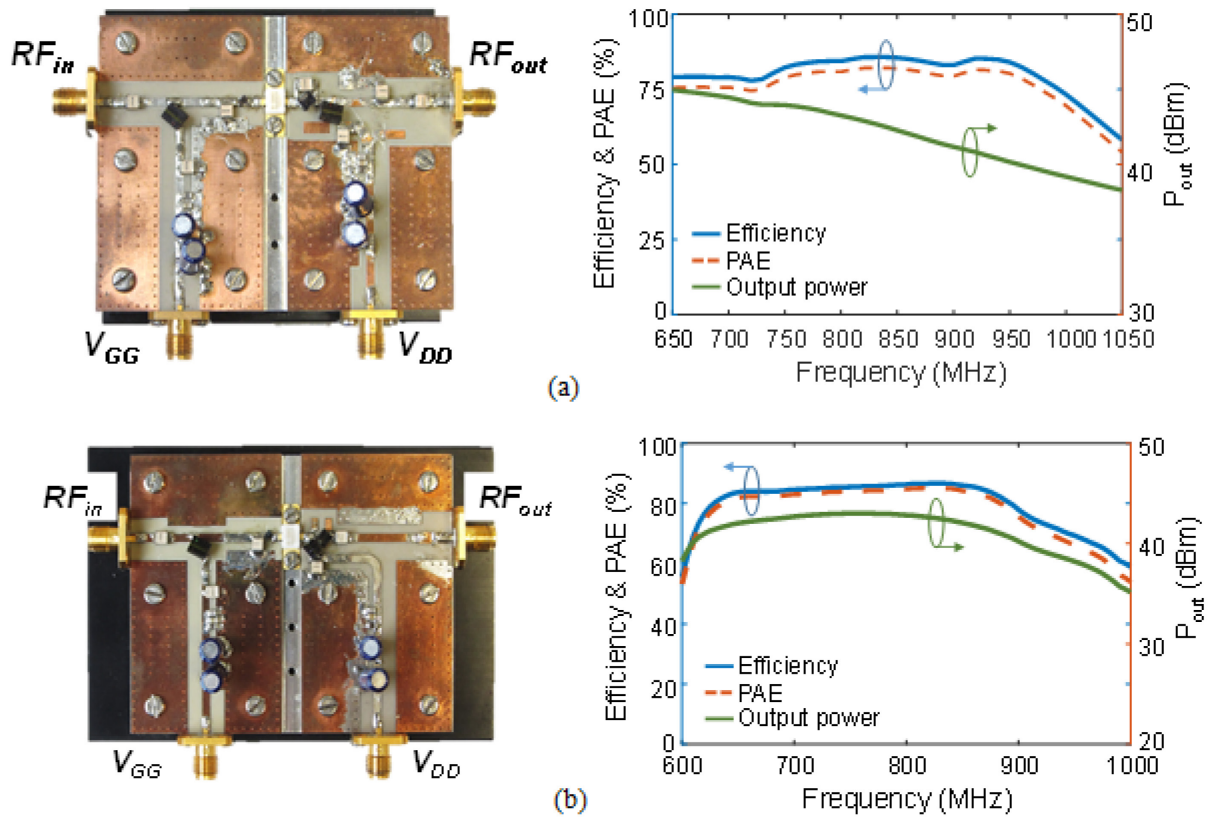 RFin
RFout
VGG
VDD
Efficiency & PAE (%)
100
75
50
25
0
Efficiency
PAE
Output power
50
40
30
Pout (dBm)
650 700 750 800 850 900 950 1000 1050
Frequency (MHz)
(a)
RFin
RFout
VGG
VDD
Efficiency & PAE (%)
100
80
60
40
20
0
Efficiency
PAE
Output power
50
40
30
20
Pout (dBm)
600 700 800 900 1000
Frequency (MHz)
(b)